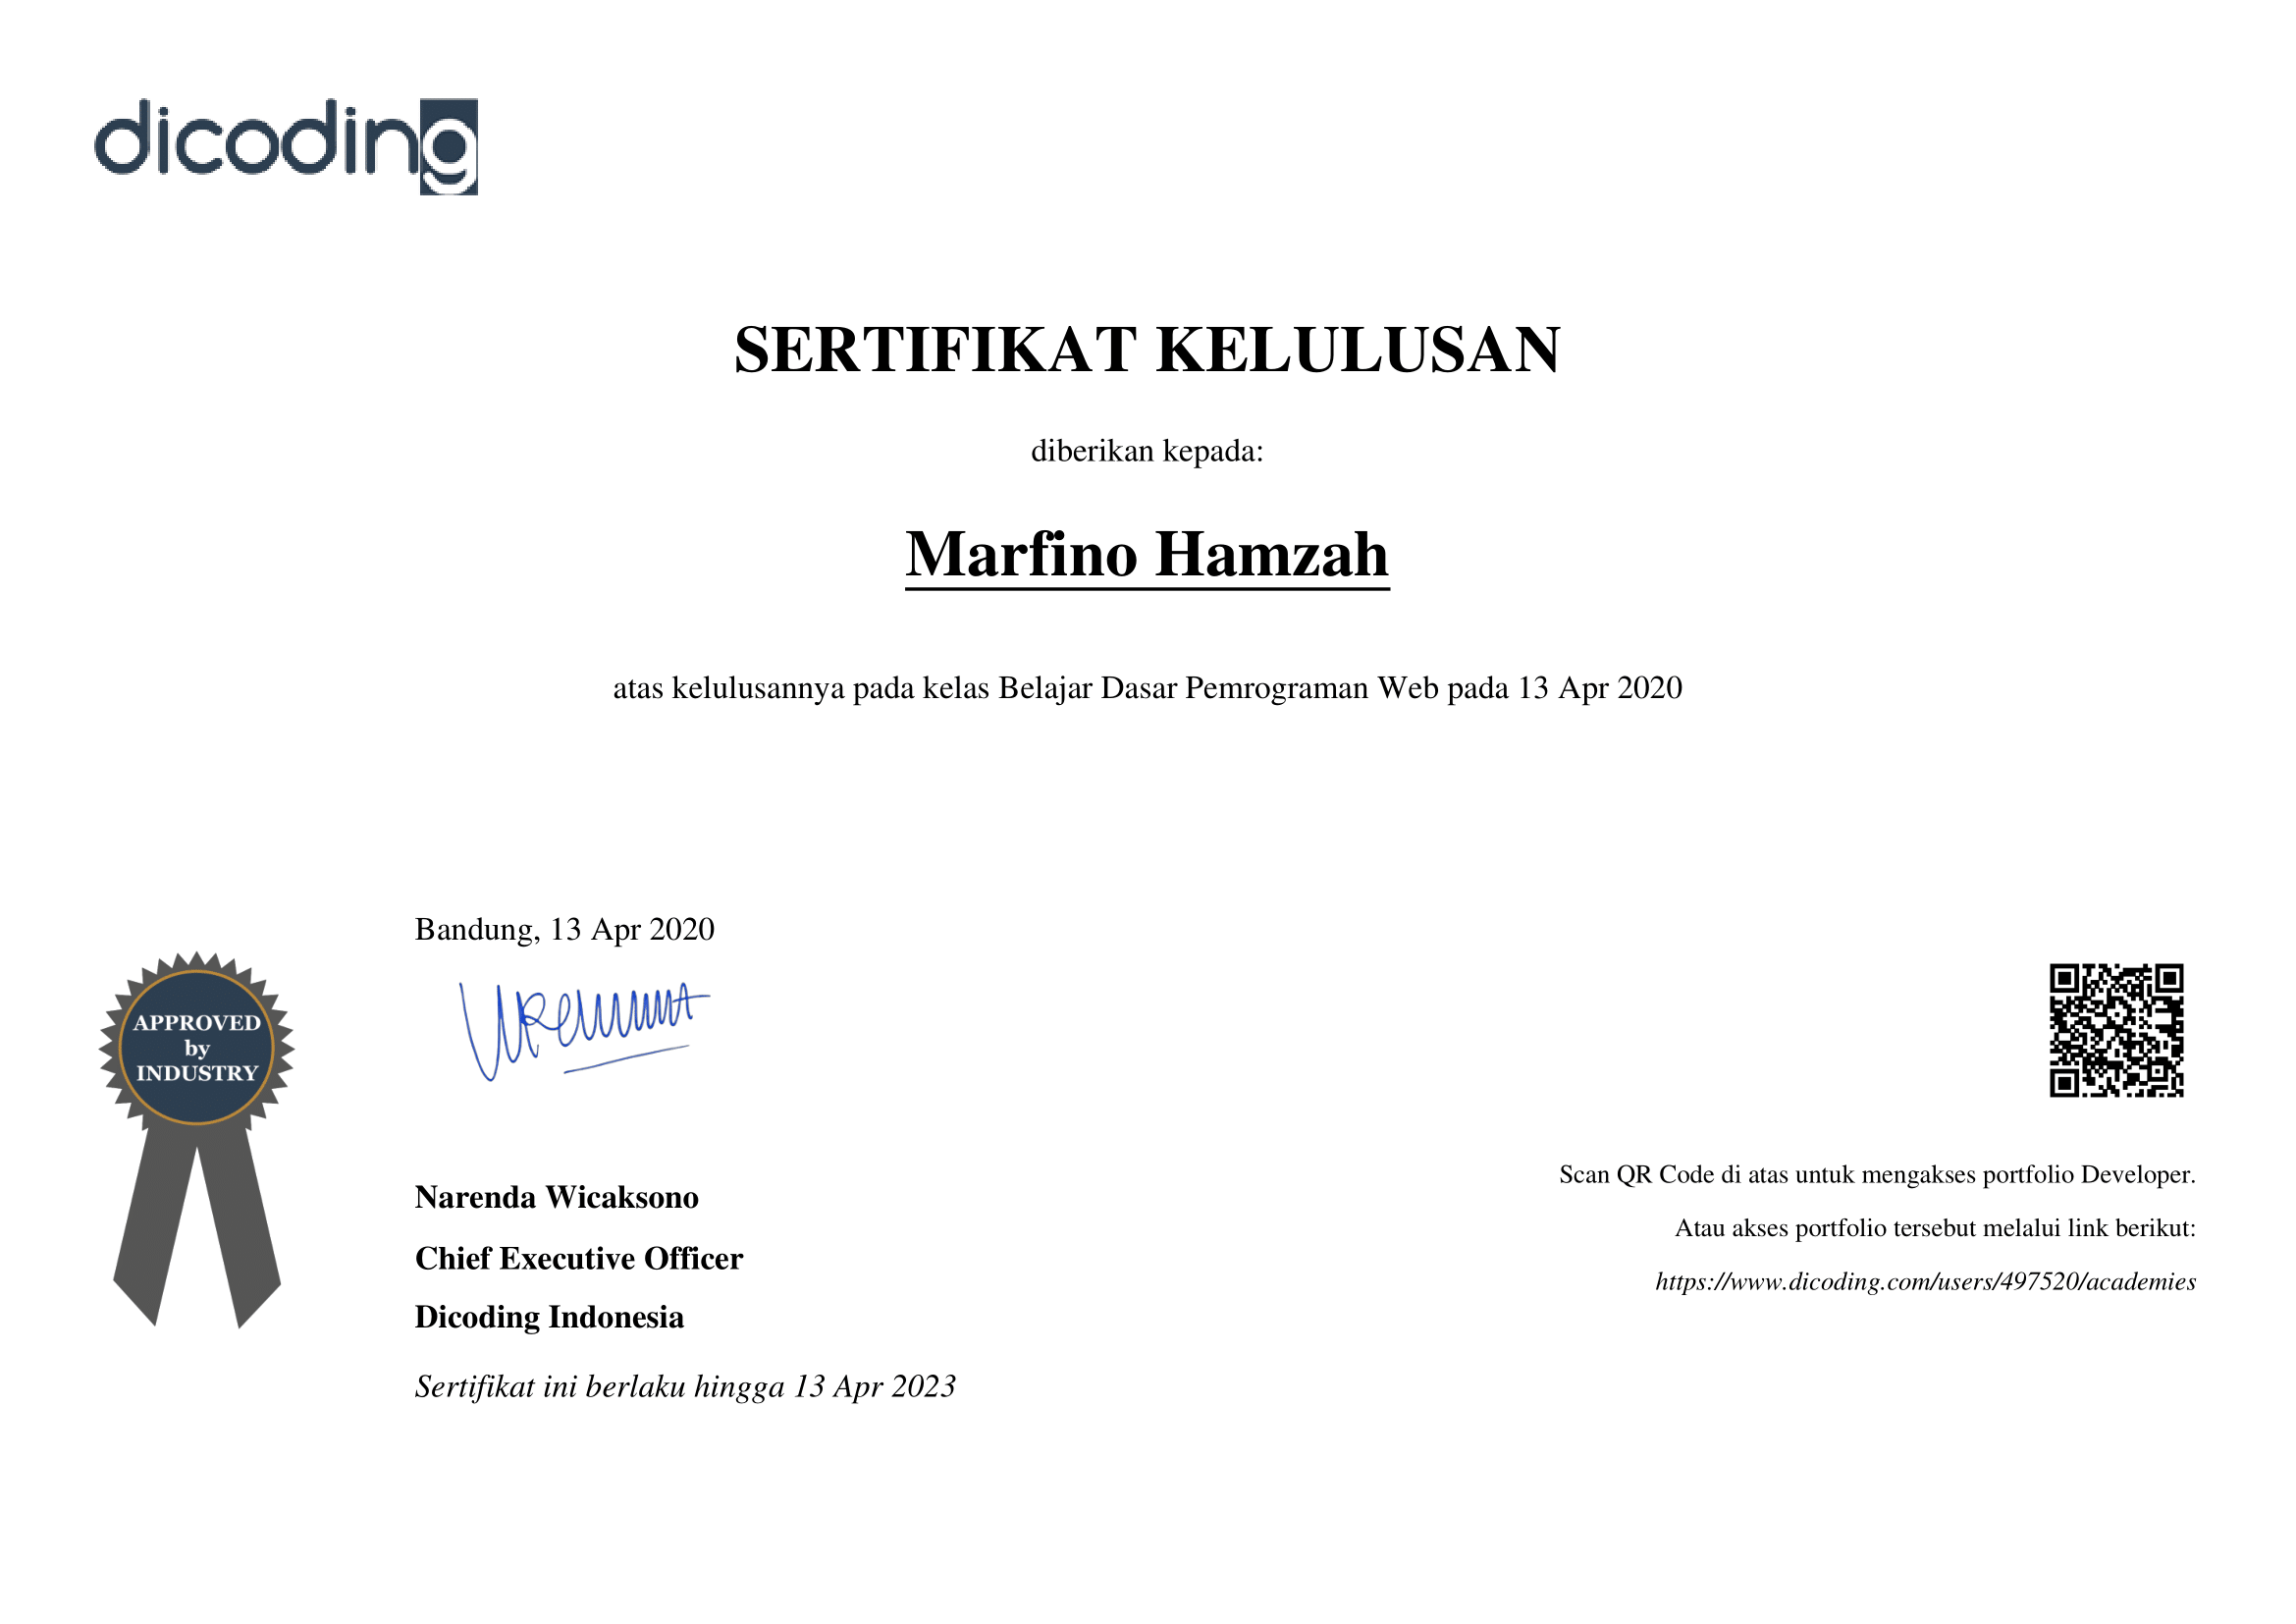 dicoding
SERTIFIKAT KELULUSAN
diberikan kepada:
Marfino Hamzah
atas kelulusannya pada kelas Belajar Dasar Pemrograman Web pada 13 Apr 2020
Bandung, 13 Apr 2020
APPROVED
by
INDUSTRY
Narenda Wicaksono
Chief Executive Officer
Dicoding Indonesia
Sertifikat ini berlaku hingga 13 Apr 2023
Scan QR Code di atas untuk mengakses portfolio Developer.
Atau akses portfolio tersebut melalui link berikut:
https://www.dicoding.com/users/497520/academies